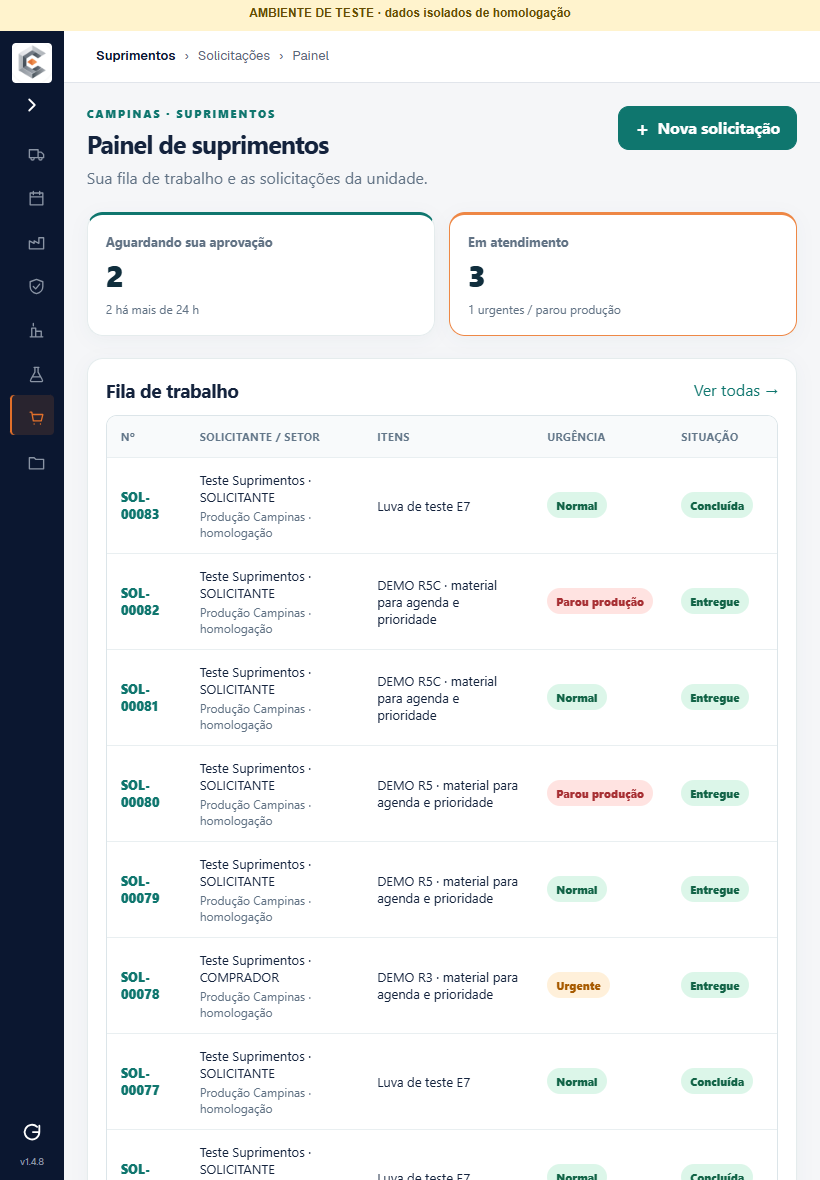 AMBIENTE DE TESTE · dados isolados de homologação
Suprimentos › Solicitações › Painel
CAMPINAS · SUPRIMENTOS
Painel de suprimentos
Sua fila de trabalho e as solicitações da unidade.
+ Nova solicitação
Aguardando sua aprovação
2
2 há mais de 24 h
Em atendimento
3
1 urgentes / parou produção
Fila de trabalho
Ver todas →
Nº SOLICITANTE / SETOR ITENS URGÊNCIA SITUAÇÃO
SOL-
00083
Teste Suprimentos ·
SOLICITANTE
Produção Campinas ·
homologação
Luva de teste E7
Normal
Concluída
SOL-
00082
Teste Suprimentos ·
SOLICITANTE
Produção Campinas ·
homologação
DEMO R5C · material
para agenda e
prioridade
Parou produção
Entregue
SOL-
00081
Teste Suprimentos ·
SOLICITANTE
Produção Campinas ·
homologação
DEMO R5C · material
para agenda e
prioridade
Normal
Entregue
SOL-
00080
Teste Suprimentos ·
SOLICITANTE
Produção Campinas ·
homologação
DEMO R5 · material para
agenda e prioridade
Parou produção
Entregue
SOL-
00079
Teste Suprimentos ·
SOLICITANTE
Produção Campinas ·
homologação
DEMO R5 · material para
agenda e prioridade
Normal
Entregue
SOL-
00078
Teste Suprimentos ·
COMPRADOR
Produção Campinas ·
homologação
DEMO R3 · material para
agenda e prioridade
Urgente
Entregue
SOL-
00077
Teste Suprimentos ·
SOLICITANTE
Produção Campinas ·
homologação
Luva de teste E7
Normal
Concluída
SOL-
Teste Suprimentos ·
SOLICITANTE
Luva de teste E7
Normal
Concluída
v1.4.8